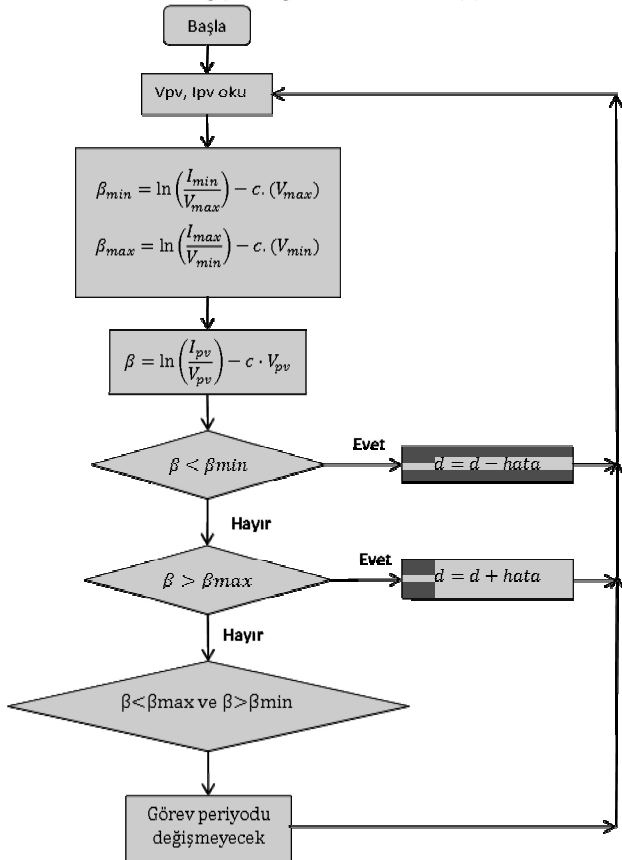 Başla
Vpv, Ipv oku
β_min = ln(I_min/V_max) − c. (V_max)
β_max = ln(I_max/V_min) − c. (V_min)
β = ln(I_pv/V_pv) − c · V_pv
β < βmin
Evet
d = d − hata
Hayır
β > βmax
Evet
d = d + hata
Hayır
β<βmax ve β>βmin
Görev periyodu
değişmeyecek